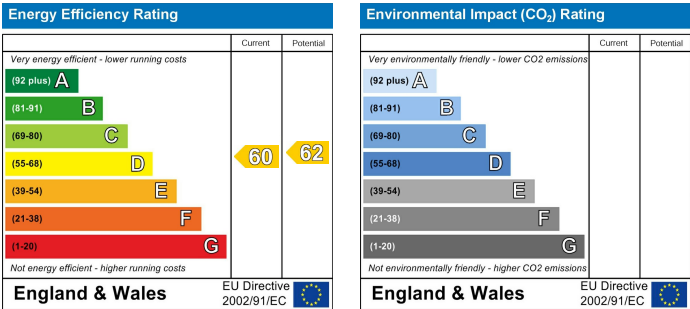 Energy Efficiency Rating
Current Potential
Very energy efficient - lower running costs
(92 plus) A
(81-91) B
(69-80) C
(55-68) D
(39-54) E
(21-38) F
(1-20) G
60
62
Not energy efficient - higher running costs
England & Wales
EU Directive
2002/91/EC
Environmental Impact (CO₂) Rating
Current Potential
Very environmentally friendly - lower CO2 emissions
(92 plus) A
(81-91) B
(69-80) C
(55-68) D
(39-54) E
(21-38) F
(1-20) G
Not environmentally friendly - higher CO2 emissions
England & Wales
EU Directive
2002/91/EC